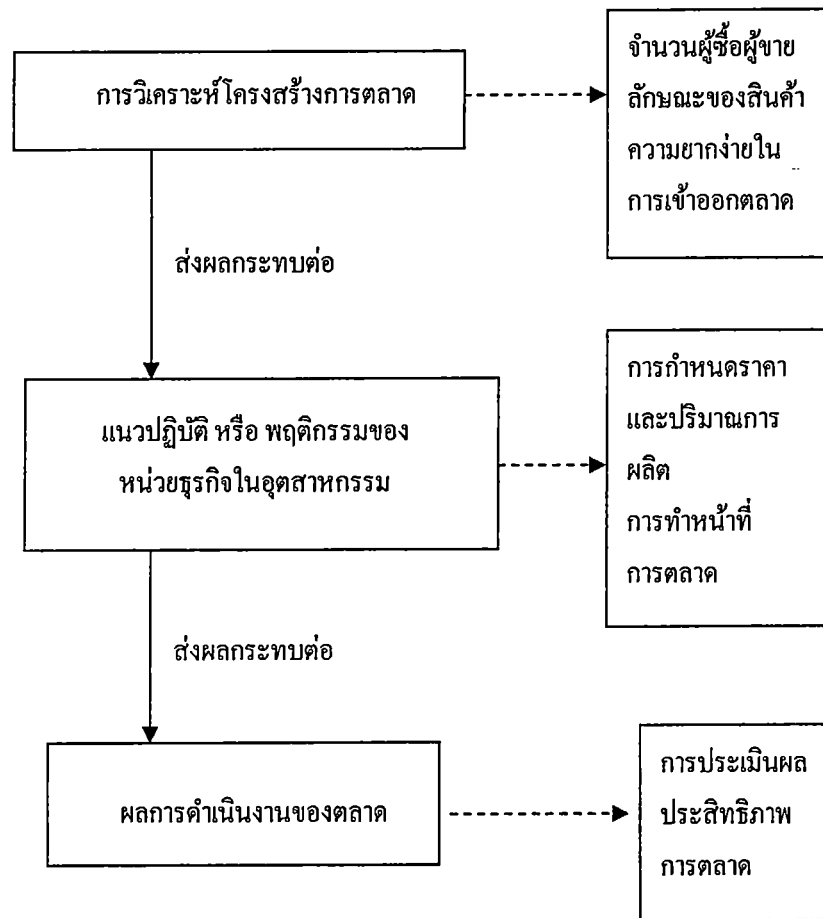 การวิเคราะห์โครงสร้างการตลาด
จำนวนผู้ซื้อผู้ขาย
ลักษณะของสินค้า
ความยากง่ายใน
การเข้าออกตลาด
ส่งผลกระทบต่อ
แนวปฏิบัติ หรือ พฤติกรรมของ
หน่วยธุรกิจในอุตสาหกรรม
การกำหนดราคา
และปริมาณการ
ผลิต
การทำหน้าที่
การตลาด
ส่งผลกระทบต่อ
ผลการดำเนินงานของตลาด
การประเมินผล
ประสิทธิภาพ
การตลาด